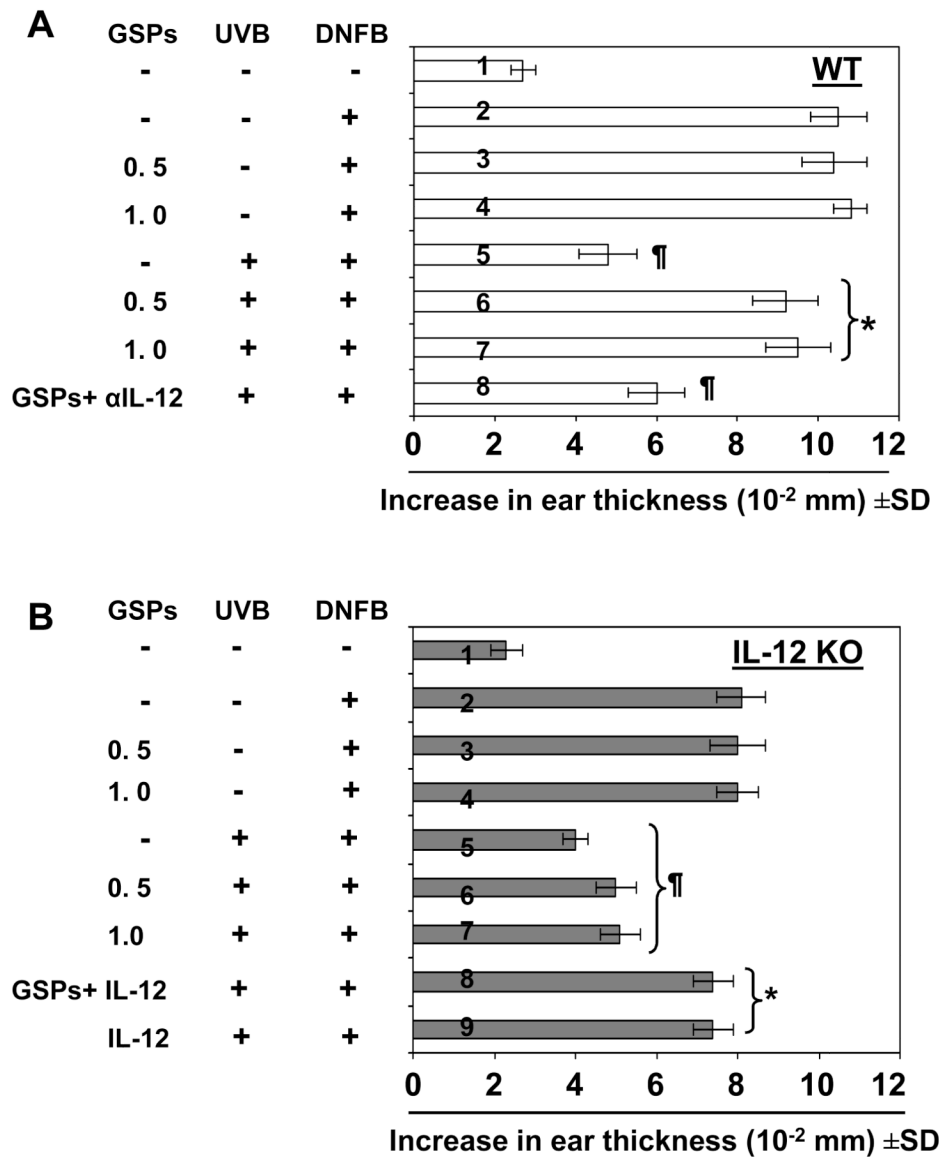 A
GSPs UVB DNFB
- - - 1 WT
- - + 2
0. 5 - + 3
1. 0 - + 4
- + + 5 ¶
0. 5 + + 6
1. 0 + + 7 *
GSPs+ αIL-12 + + 8 ¶
0 2 4 6 8 10 12
Increase in ear thickness (10-2 mm) ±SD
B
GSPs UVB DNFB
- - - 1 IL-12 KO
- - + 2
0. 5 - + 3
1. 0 - + 4
- + + 5
0.5 + + 6 ¶
1.0 + + 7
GSPs+ IL-12 + + 8 *
IL-12 + + 9
0 2 4 6 8 10 12
Increase in ear thickness (10-2 mm) ±SD